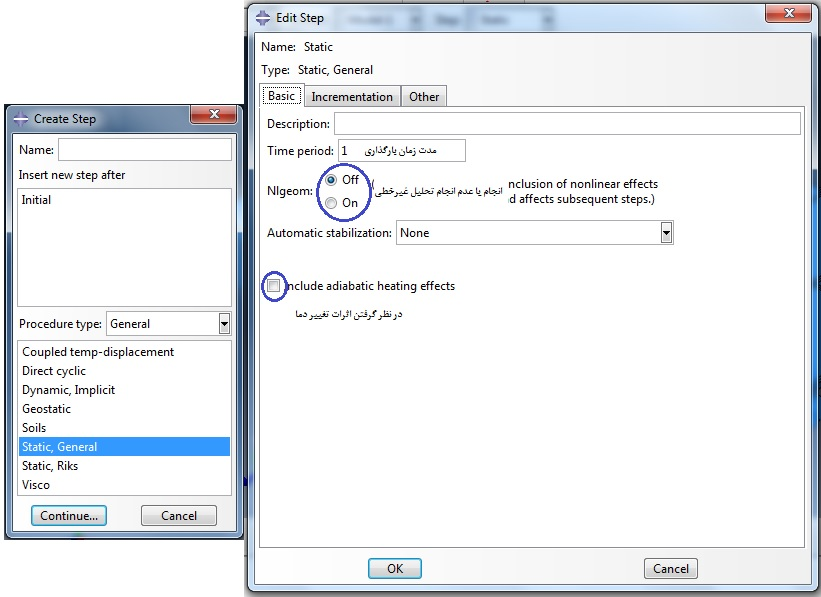 Create Step
Name:
Insert new step after
Initial
Procedure type: General
Coupled temp-displacement
Direct cyclic
Dynamic, Implicit
Geostatic
Soils
Static, General
Static, Riks
Visco
Continue...
Cancel
Edit Step
Name: Static
Type: Static, General
Basic
Incrementation
Other
Description:
Time period: 1 مدت زمان بارگذاری
Nlgeom:
Off
On
انجام یا عدم انجام تحلیل غیرخطی
nclusion of nonlinear effects
d affects subsequent steps.)
Automatic stabilization: None
Include adiabatic heating effects
در نظر گرفتن اثرات تغییر دما
OK
Cancel